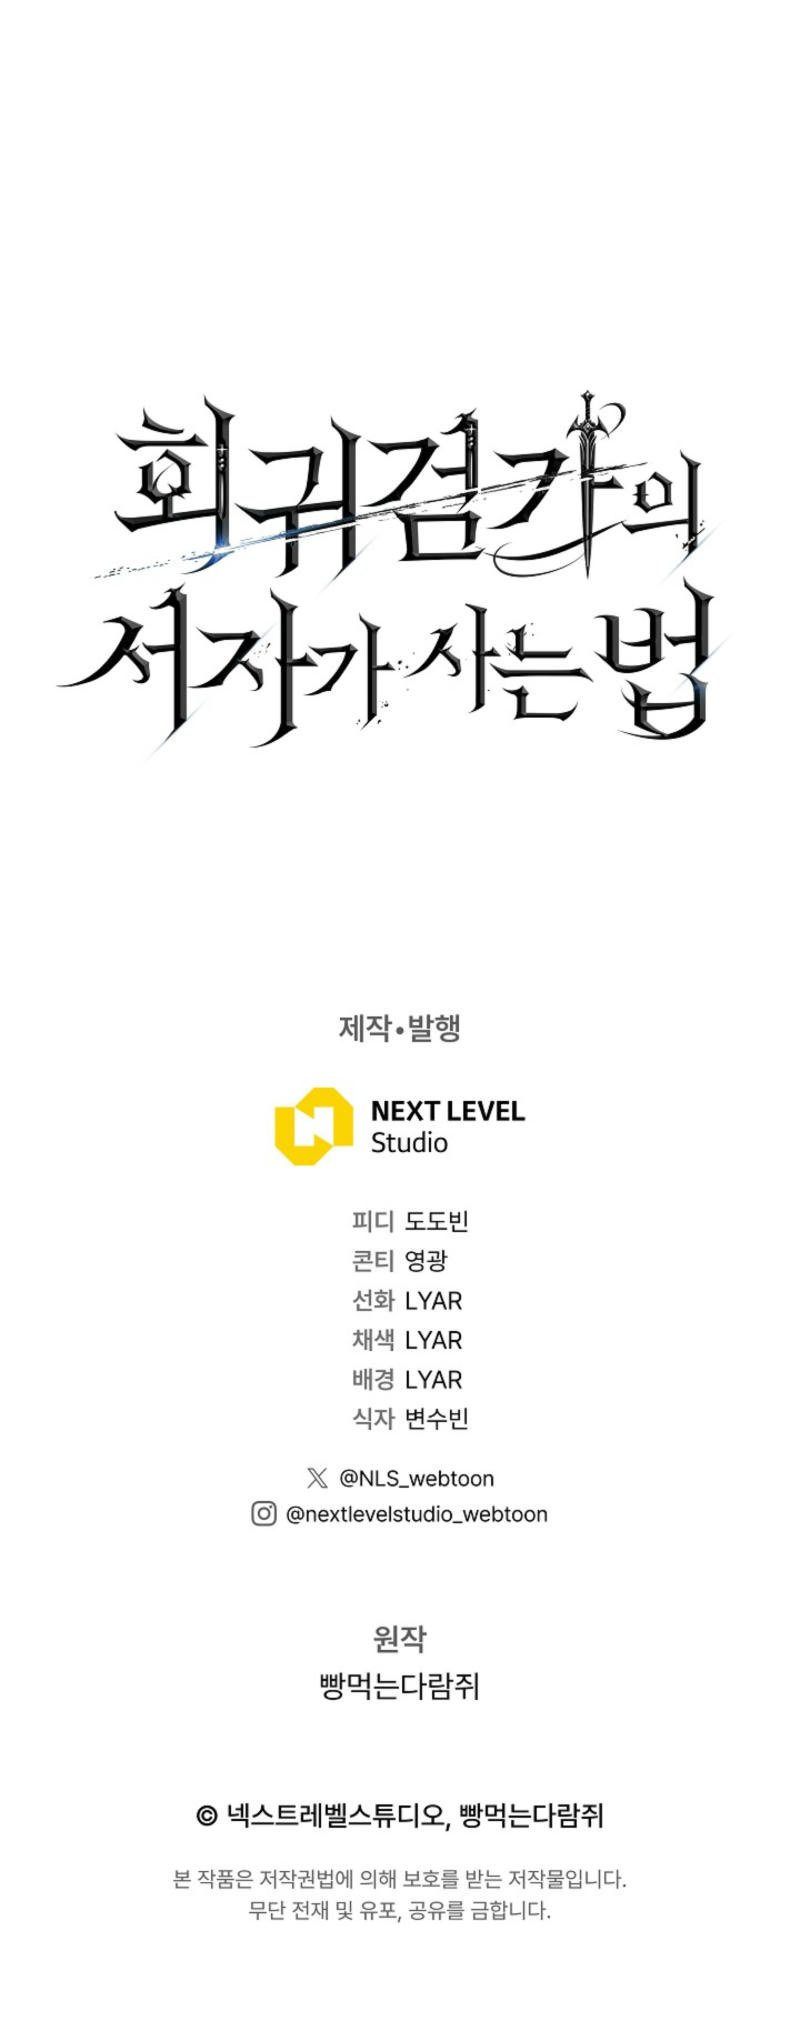 회귀검가의
서자가 사는 법
제작•발행
NEXT LEVEL
Studio
피디 도도빈
콘티 영광
선화 LYAR
채색 LYAR
배경 LYAR
식자 변수빈
@NLS_webtoon
@nextlevelstudio_webtoon
원작
빵먹는다람쥐
© 넥스트레벨스튜디오, 빵먹는다람쥐
본 작품은 저작권법에 의해 보호를 받는 저작물입니다.
무단 전재 및 유포, 공유를 금합니다.